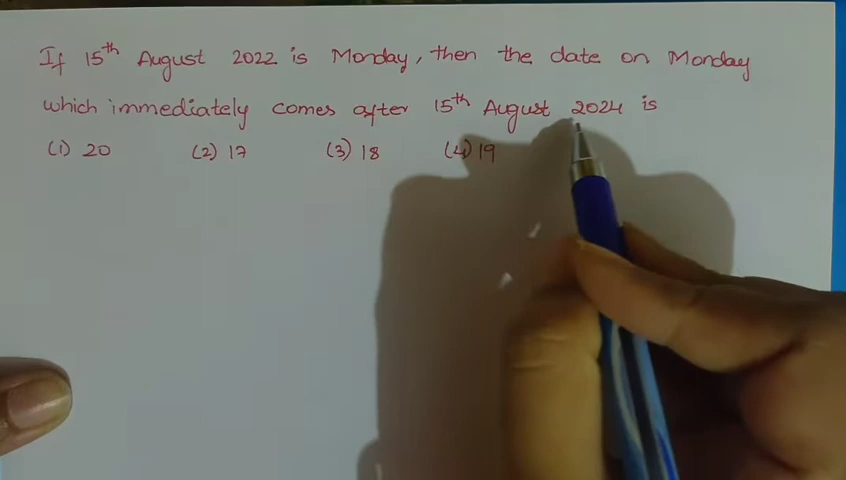 If 15th August 2022 is Monday, then the date on Monday
which immediately comes after 15th August 2024 is
(1) 20 (2) 17 (3) 18 (4) 19